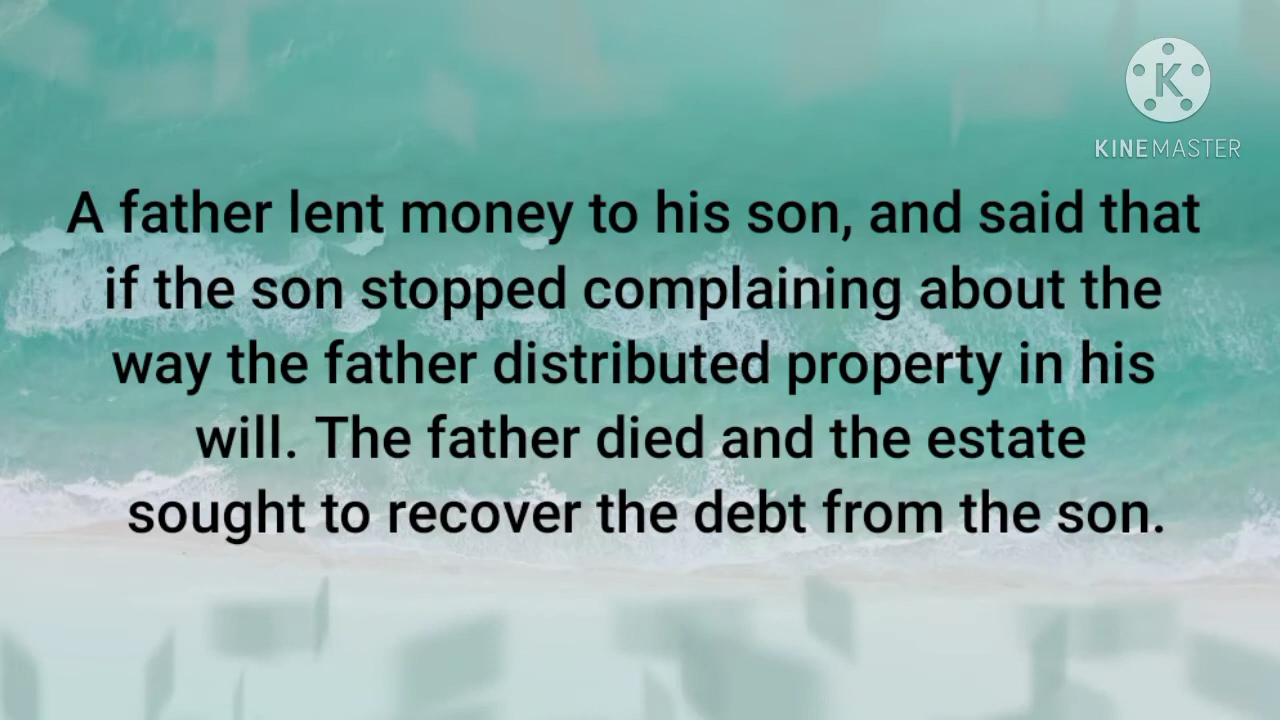 K
KINEMASTER
A father lent money to his son, and said that
if the son stopped complaining about the
way the father distributed property in his
will. The father died and the estate
sought to recover the debt from the son.